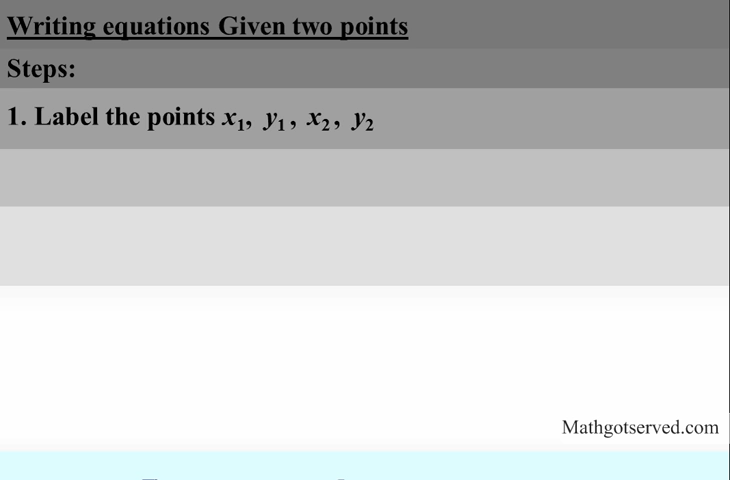 Writing equations Given two points
Steps:
1. Label the points x₁, y₁, x₂, y₂
Mathgotserved.com